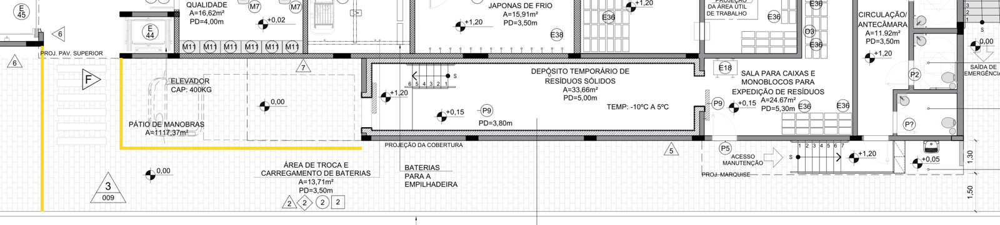 E
45
6
6
PROJ. PAV. SUPERIOR
E
44
QUALIDADE
A=16,62m²
PD=4,00m
M7
M7
+0,02
M11
M11
M11
M11
M11
M11
7
JAPONAS DE FRIO
A=15,91m²
PD=3,50m
+1,20
E38
+1,20
E36
PROJEÇÃO
DA ÁREA ÚTIL
DE TRABALHO
E36
E36
O3
E36
CIRCULAÇÃO/
ANTECÂMARA
A=11.92m²
PD=3,50m
+1,20
3
2
1
S
0,00
SAÍDA DE
EMERGÊNCIA
P2
P?
F
ELEVADOR
CAP: 400KG
PÁTIO DE MANOBRAS
A=1117,37m²
0,00
0,00
3
009
+1,20
6 5 4 3 2 1
S
+0,15
DEPÓSITO TEMPORÁRIO DE
RESÍDUOS SÓLIDOS
A=33,66m²
PD=5,00m
P9
PD=3,80m
TEMP: -10ºC A 5ºC
E18
P9
SALA PARA CAIXAS E
MONOBLOCOS PARA
EXPEDIÇÃO DE RESÍDUOS
A=24.67m²
PD=5,30m
+0,15
E36
E36
PROJEÇÃO DA COBERTURA
5
P5
ACESSO
MANUTENÇÃO
S
1 2 3 4 5 6 7
+1,20
+0,05
PROJ. MARQUISE
1,30
1,50
ÁREA DE TROCA E
CARREGAMENTO DE BATERIAS
A=13,71m²
PD=3,50m
2
2
2
2
BATERIAS
PARA A
EMPILHADEIRA